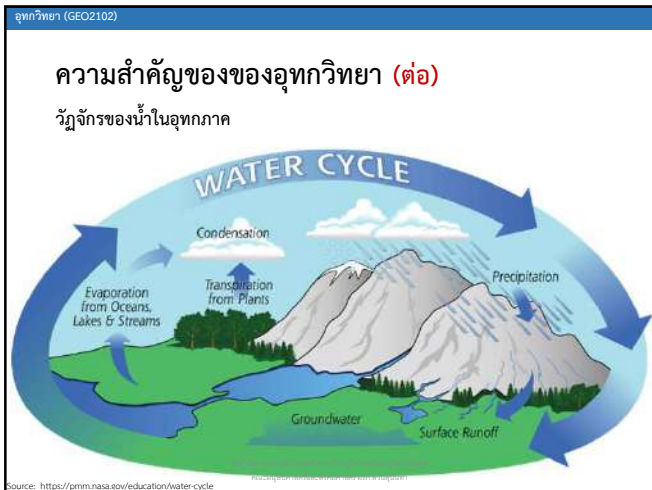 อุทกวิทยา (GEO2102)
ความสำคัญของของอุทกวิทยา (ต่อ)
วัฏจักรของน้ำในอุทกภาค
WATER CYCLE
Condensation
Precipitation
Evaporation
from Oceans,
Lakes & Streams
Transpiration
from Plants
Groundwater
Surface Runoff
Source: https://pmm.nasa.gov/education/water-cycle